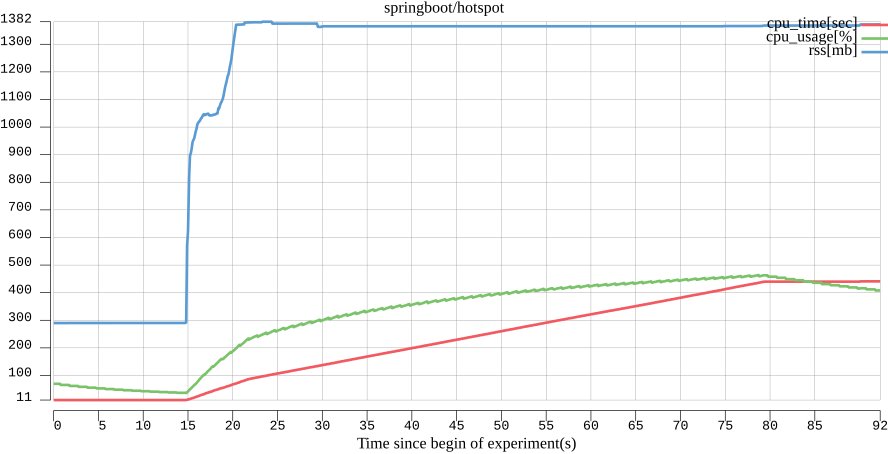 springboot/hotspot
cpu_time[sec]
cpu_usage[%]
rss[mb]
1382
1300
1200
1100
1000
900
800
700
600
500
400
300
200
100
11
0 5 10 15 20 25 30 35 40 45 50 55 60 65 70 75 80 85 92
Time since begin of experiment(s)